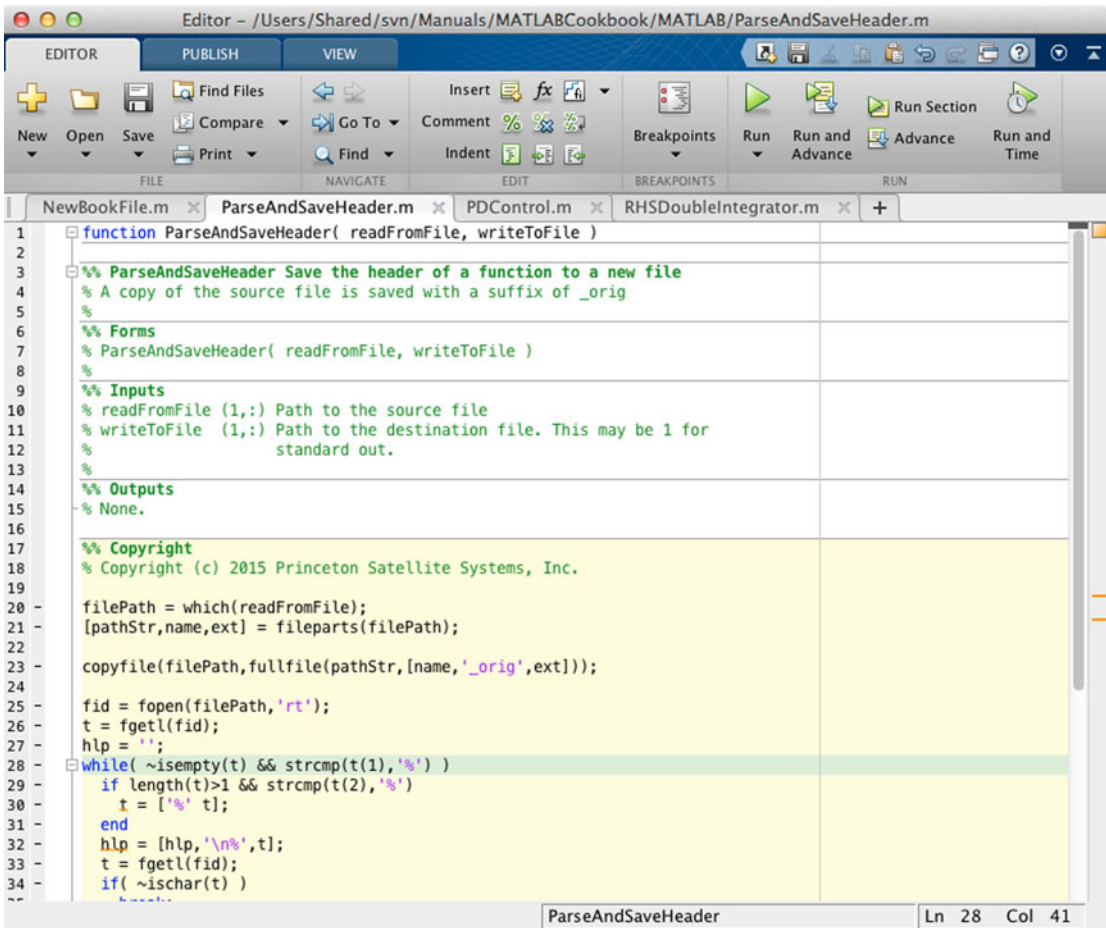 Editor – /Users/Shared/svn/Manuals/MATLABCookbook/MATLAB/ParseAndSaveHeader.m
EDITOR PUBLISH VIEW
New Open Save
Find Files
Compare
Print
FILE
Go To
Find
NAVIGATE
Insert fx
Comment %
Indent
EDIT
Breakpoints
BREAKPOINTS
Run
Run and Advance
Run Section
Advance
Run and Time
RUN
NewBookFile.m × ParseAndSaveHeader.m × PDControl.m × RHSDoubleIntegrator.m × +
1 function ParseAndSaveHeader( readFromFile, writeToFile )
2
3 %% ParseAndSaveHeader Save the header of a function to a new file
4 % A copy of the source file is saved with a suffix of _orig
5 %
6 %% Forms
7 % ParseAndSaveHeader( readFromFile, writeToFile )
8 %
9 %% Inputs
10 % readFromFile (1,:) Path to the source file
11 % writeToFile  (1,:) Path to the destination file. This may be 1 for
12 %                    standard out.
13 %
14 %% Outputs
15 % None.
16
17 %% Copyright
18 % Copyright (c) 2015 Princeton Satellite Systems, Inc.
19
20 – filePath = which(readFromFile);
21 – [pathStr,name,ext] = fileparts(filePath);
22
23 – copyfile(filePath,fullfile(pathStr,[name,'_orig',ext]));
24
25 – fid = fopen(filePath,'rt');
26 – t = fgetl(fid);
27 – hlp = '';
28 – while( ~isempty(t) && strcmp(t(1),'%') )
29 –   if length(t)>1 && strcmp(t(2),'%')
30 –     t = ['%' t];
31 –   end
32 –   hlp = [hlp,'\n%',t];
33 –   t = fgetl(fid);
34 –   if( ~ischar(t) )
ParseAndSaveHeader Ln 28 Col 41